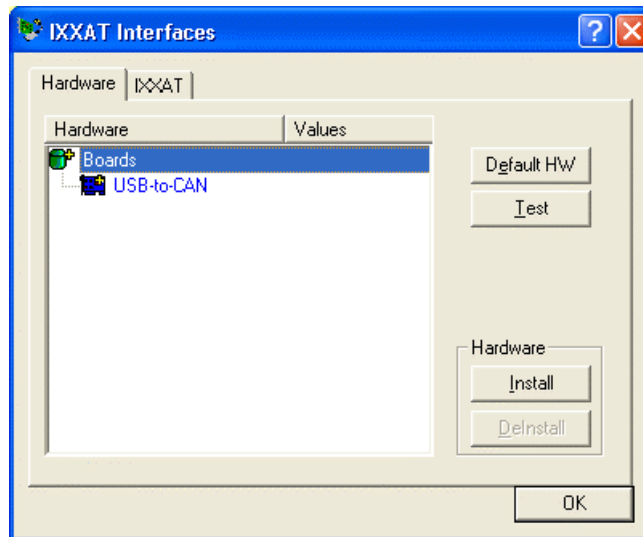 IXXAT Interfaces
Hardware IXXAT
Hardware Values
Boards
USB-to-CAN
Default HW
Test
Hardware
Install
DeInstall
OK